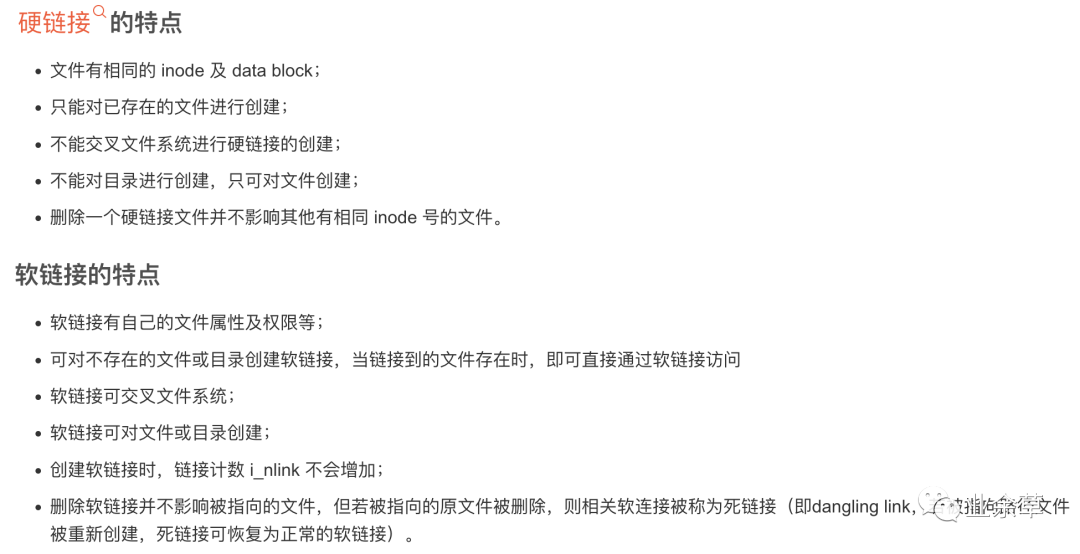 硬链接的特点
文件有相同的 inode 及 data block；
只能对已存在的文件进行创建；
不能交叉文件系统进行硬链接的创建；
不能对目录进行创建，只可对文件创建；
删除一个硬链接文件并不影响其他有相同 inode 号的文件。
软链接的特点
软链接有自己的文件属性及权限等；
可对不存在的文件或目录创建软链接，当链接到的文件存在时，即可直接通过软链接访问
软链接可交叉文件系统；
软链接可对文件或目录创建；
创建软链接时，链接计数 i_nlink 不会增加；
删除软链接并不影响被指向的文件，但若被指向的原文件被删除，则相关软连接被称为死链接（即dangling link，文件
被重新创建，死链接可恢复为正常的软链接）。
业余草